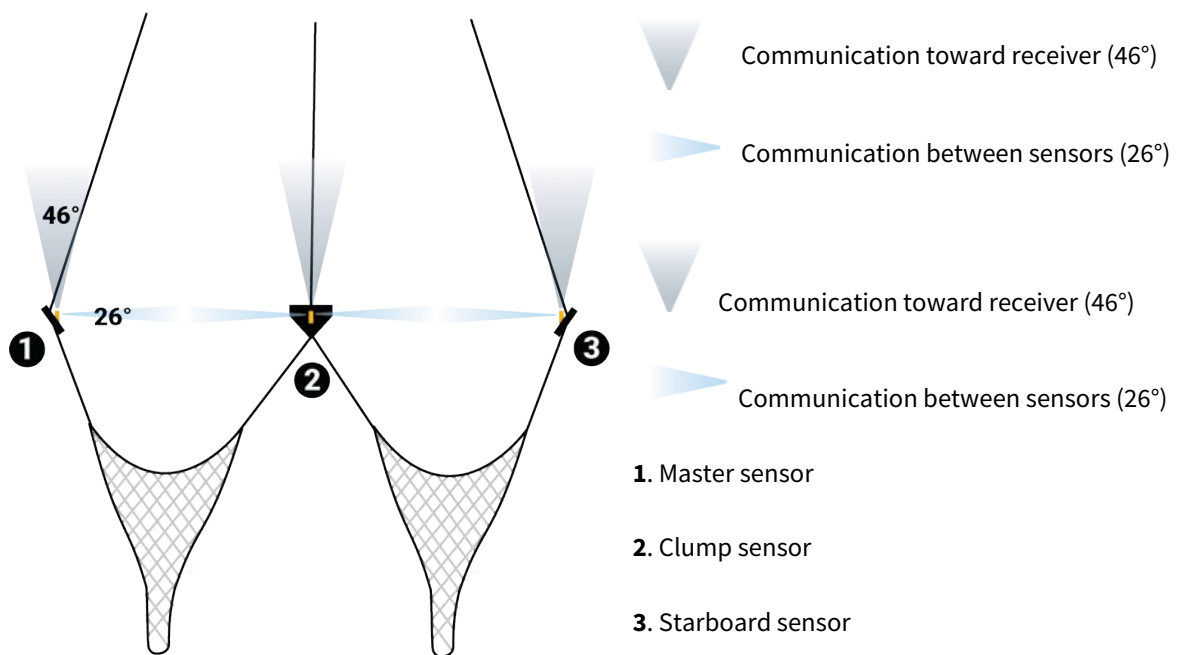 Communication toward receiver (46°)
Communication between sensors (26°)
46°
26°
Communication toward receiver (46°)
1
3
2
Communication between sensors (26°)
1. Master sensor
2. Clump sensor
3. Starboard sensor